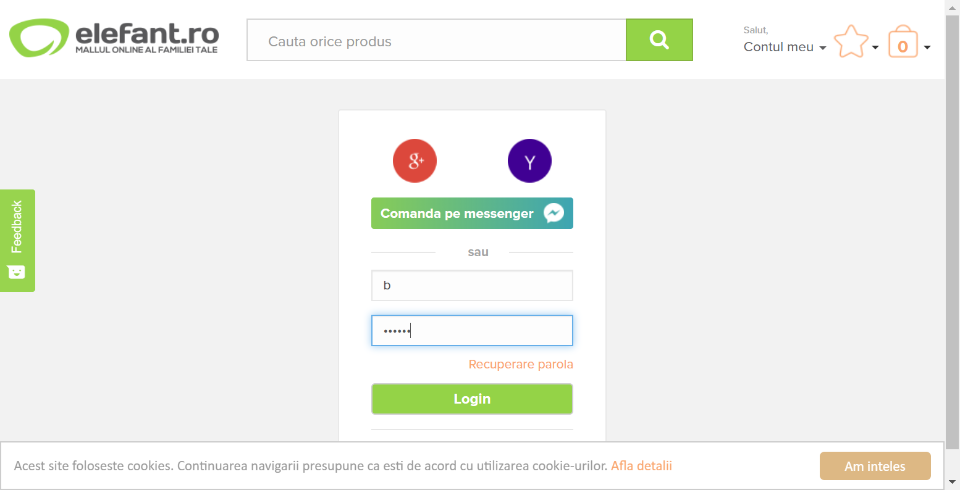 elefant.ro
MALLUL ONLINE AL FAMILIEI TALE
Cauta orice produs
Salut,
Contul meu
0
Feedback
g+
Y
Comanda pe messenger
sau
b
••••••
Recuperare parola
Login
Acest site foloseste cookies. Continuarea navigarii presupune ca esti de acord cu utilizarea cookie-urilor. Afla detalii
Am inteles